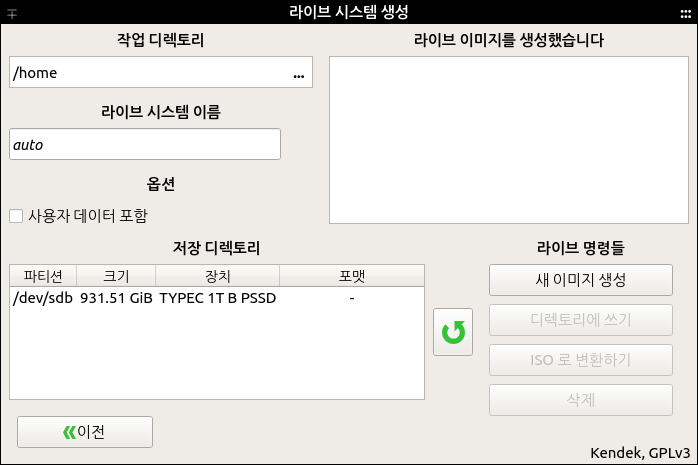 라이브 시스템 생성
작업 디렉토리
/home ...
라이브 시스템 이름
auto
옵션
사용자 데이터 포함
라이브 이미지를 생성했습니다
저장 디렉토리
파티션 크기 장치 포맷
/dev/sdb 931.51 GiB TYPEC 1T B PSSD -
라이브 명령들
새 이미지 생성
디렉토리에 쓰기
ISO 로 변환하기
삭제
이전
Kendek, GPLv3